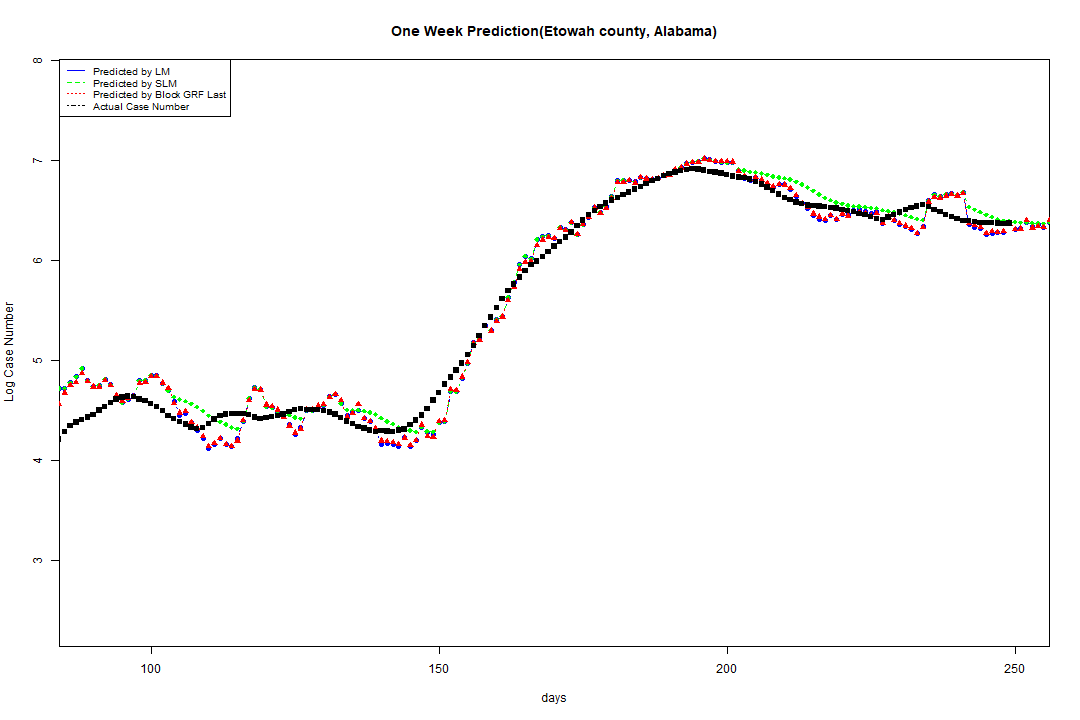 One Week Prediction(Etowah county, Alabama)
Predicted by LM
Predicted by SLM
Predicted by Block GRF Last
Actual Case Number
8
7
6
5
4
3
Log Case Number
100 150 200 250
days